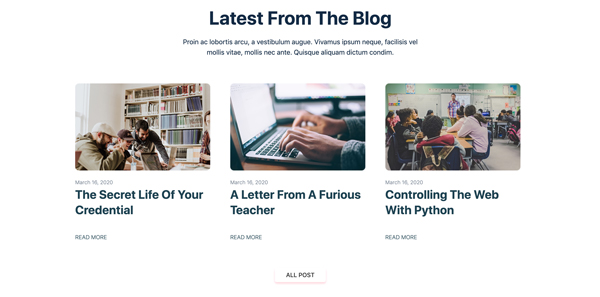 Latest From The Blog
Proin ac lobortis arcu, a vestibulum augue. Vivamus ipsum neque, facilisis vel
mollis vitae, mollis nec ante. Quisque aliquam dictum condim.
March 16, 2020
The Secret Life Of Your
Credential
READ MORE
March 16, 2020
A Letter From A Furious
Teacher
READ MORE
March 16, 2020
Controlling The Web
With Python
READ MORE
ALL POST